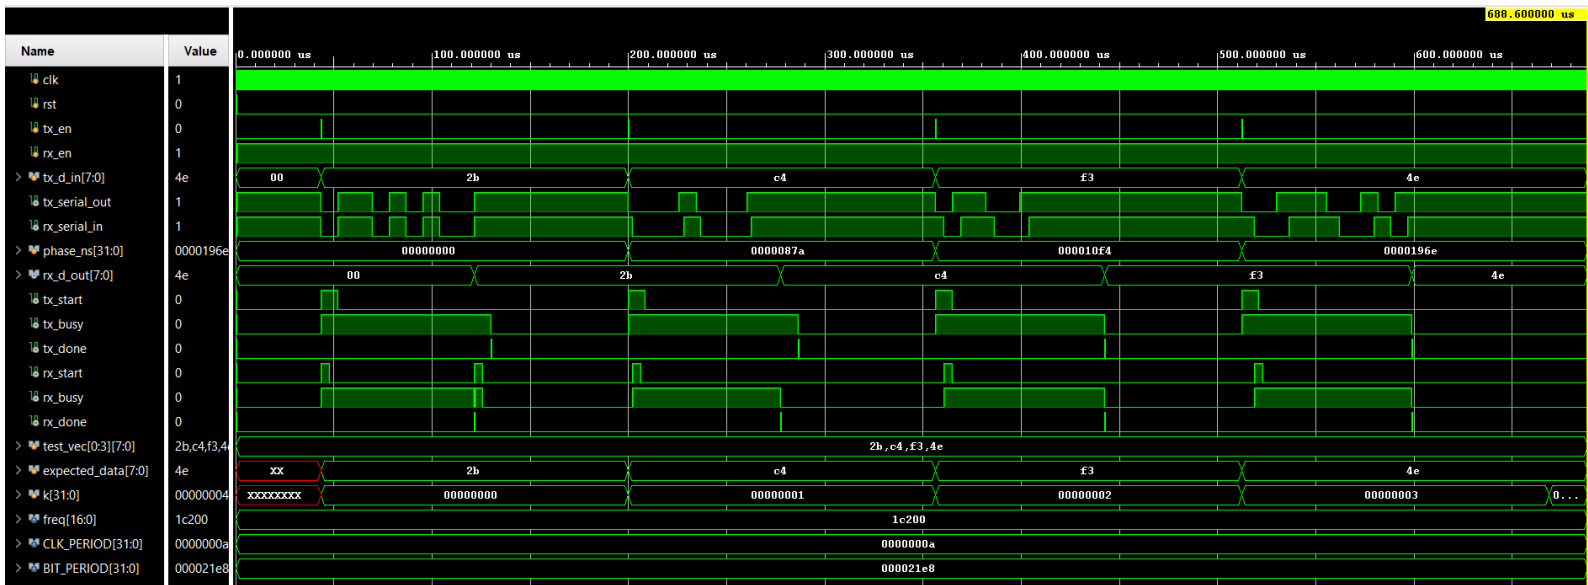 688.600000 us
Name Value 0.000000 us 100.000000 us 200.000000 us 300.000000 us 400.000000 us 500.000000 us 600.000000 us
clk 1
rst 0
tx_en 0
rx_en 1
tx_d_in[7:0] 4e 00 2b c4 f3 4e
tx_serial_out 1
rx_serial_in 1
phase_ns[31:0] 0000196e 00000000 0000087a 000010f4 0000196e
rx_d_out[7:0] 4e 00 2b c4 f3 4e
tx_start 0
tx_busy 0
tx_done 0
rx_start 0
rx_busy 0
rx_done 0
test_vec[0:3][7:0] 2b,c4,f3,4 2b,c4,f3,4e
expected_data[7:0] 4e XX 2b c4 f3 4e
k[31:0] 00000004 XXXXXXXX 00000000 00000001 00000002 00000003 0...
freq[16:0] 1c200 1c200
CLK_PERIOD[31:0] 0000000a 0000000a
BIT_PERIOD[31:0] 000021e8 000021e8